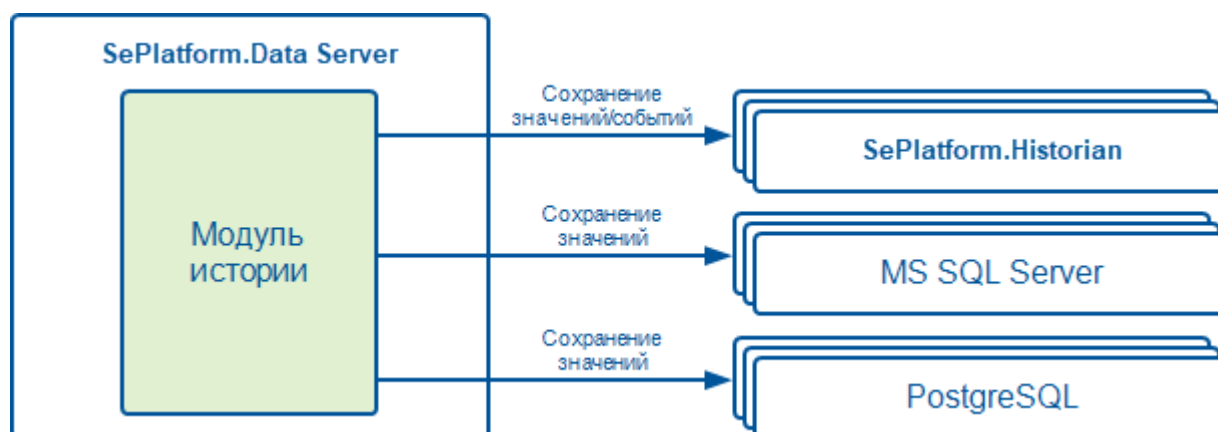 SePlatform.Data Server
Модуль
истории
Сохранение
значений/событий
SePlatform.Historian
Сохранение
значений
MS SQL Server
Сохранение
значений
PostgreSQL